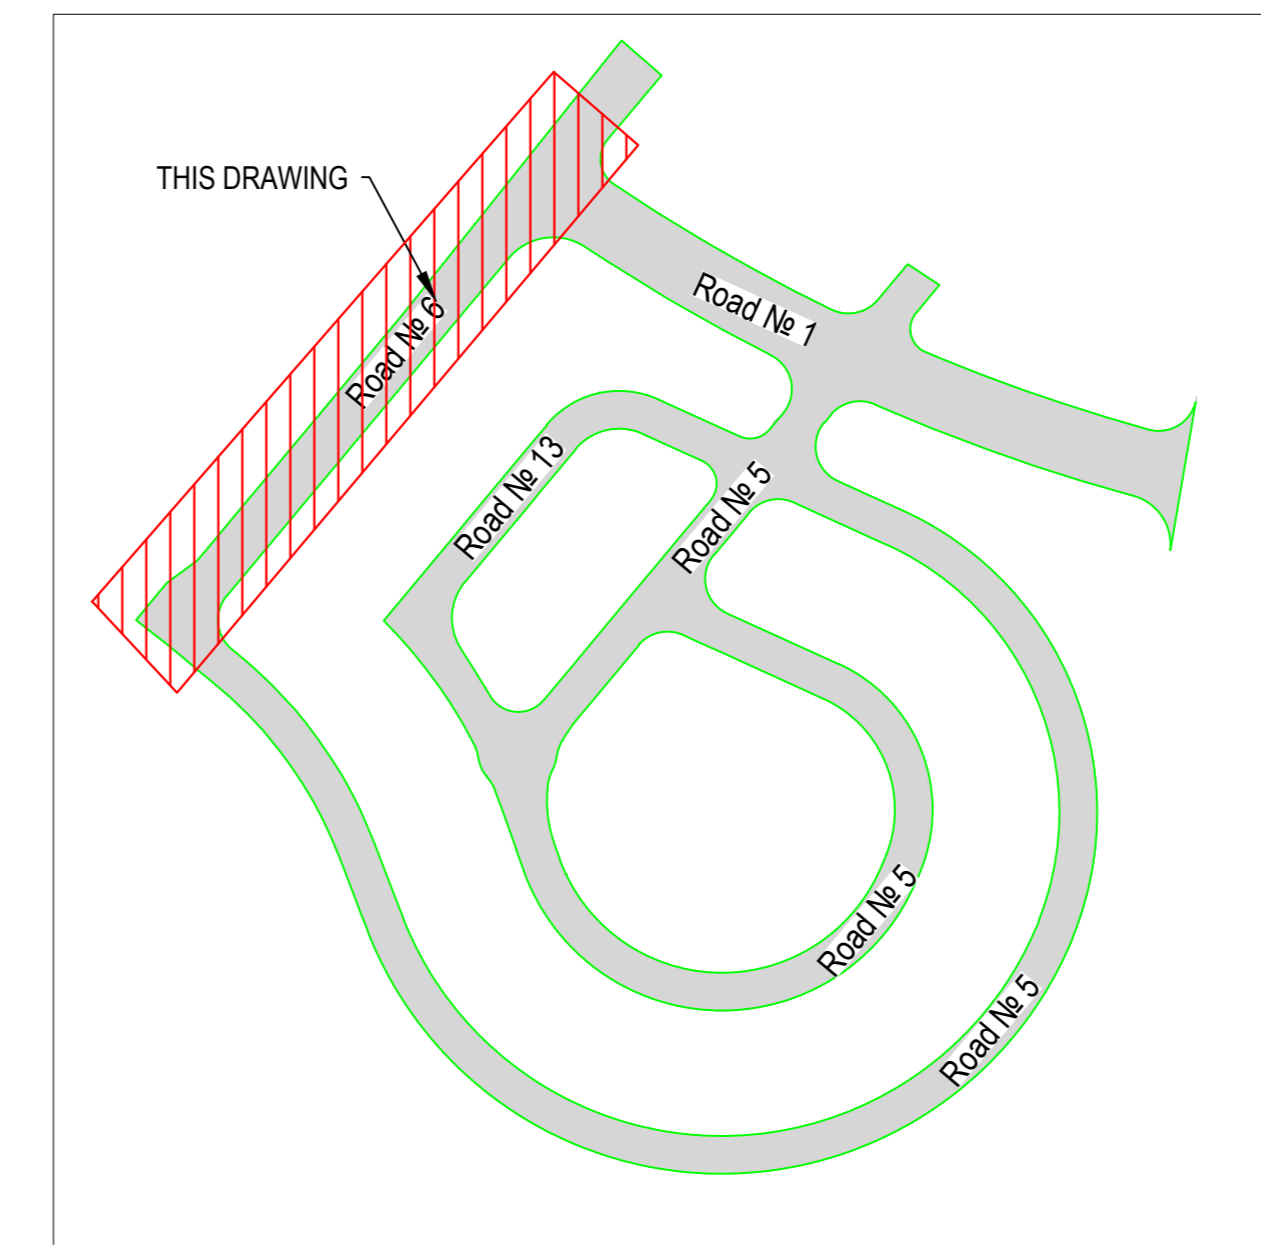 THIS DRAWING
Road № 6
Road № 1
Road № 13
Road № 5
Road № 5
Road № 5